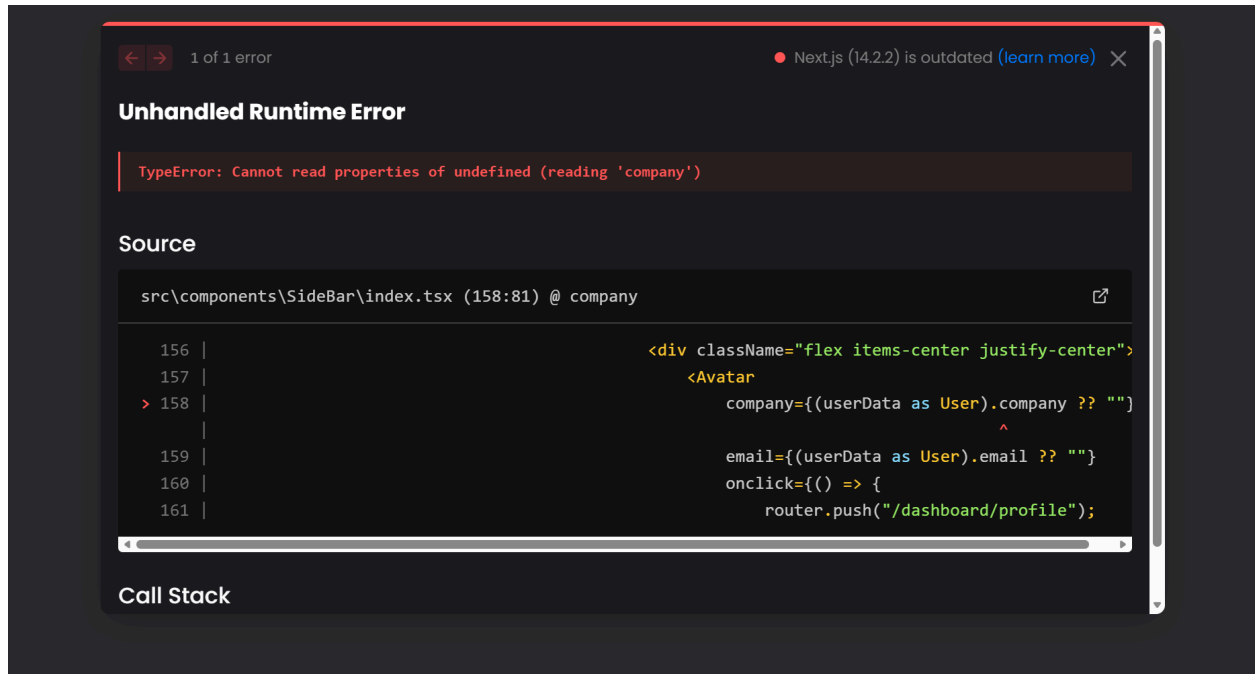 ← → 1 of 1 error Next.js (14.2.2) is outdated (learn more) ×
Unhandled Runtime Error
TypeError: Cannot read properties of undefined (reading 'company')
Source
src\components\SideBar\index.tsx (158:81) @ company
156 | <div className="flex items-center justify-center">
157 | <Avatar
> 158 | company={(userData as User).company ?? ""}
| ^
159 | email={(userData as User).email ?? ""}
160 | onclick={() => {
161 | router.push("/dashboard/profile");
Call Stack